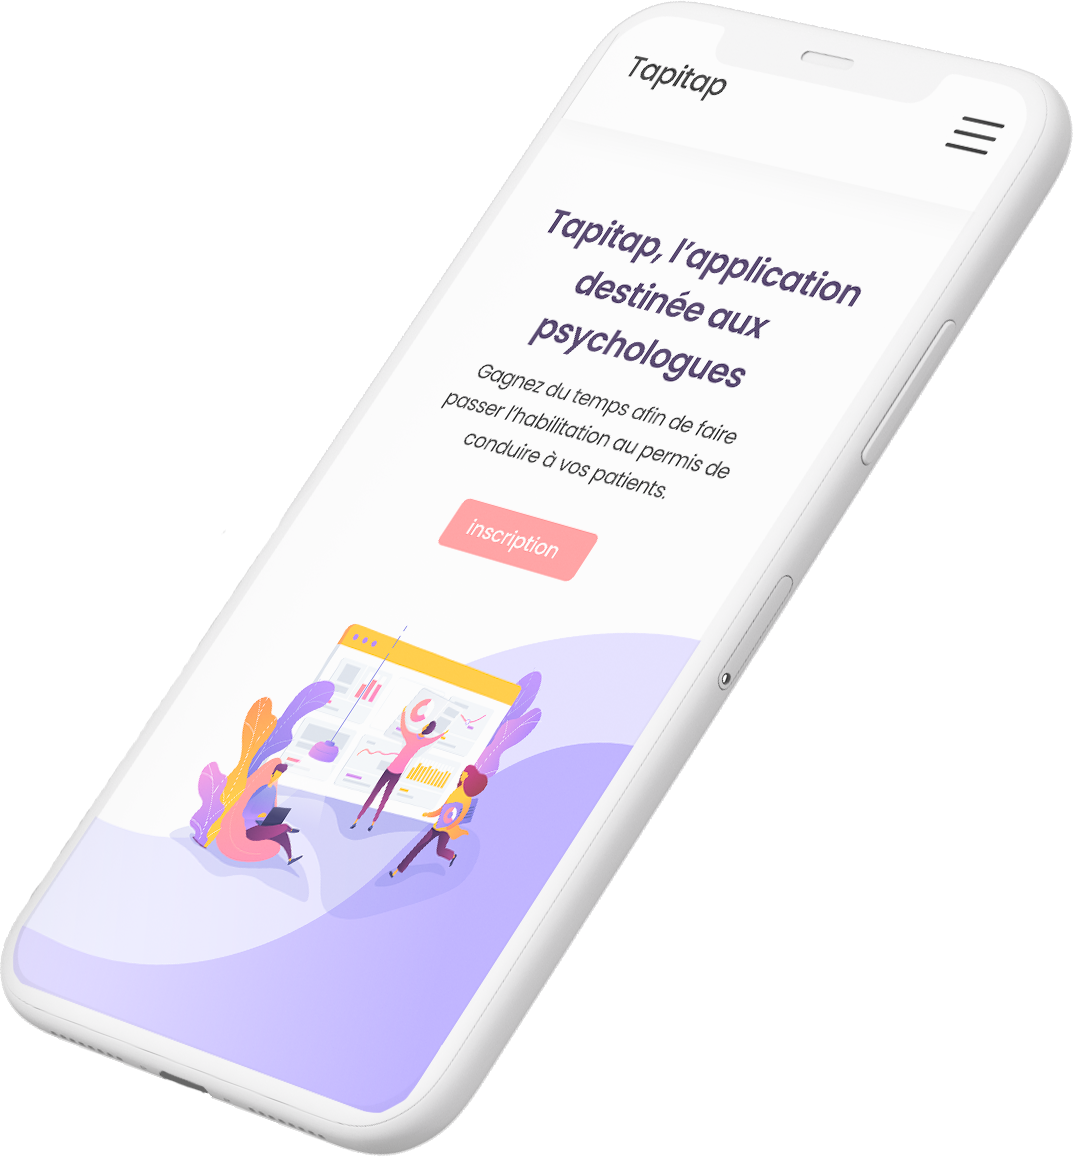 Tapitap
Tapitap, l'application
destinée aux
psychologues
Gagnez du temps afin de faire
passer l'habilitation au permis de
conduire à vos patients.
inscription